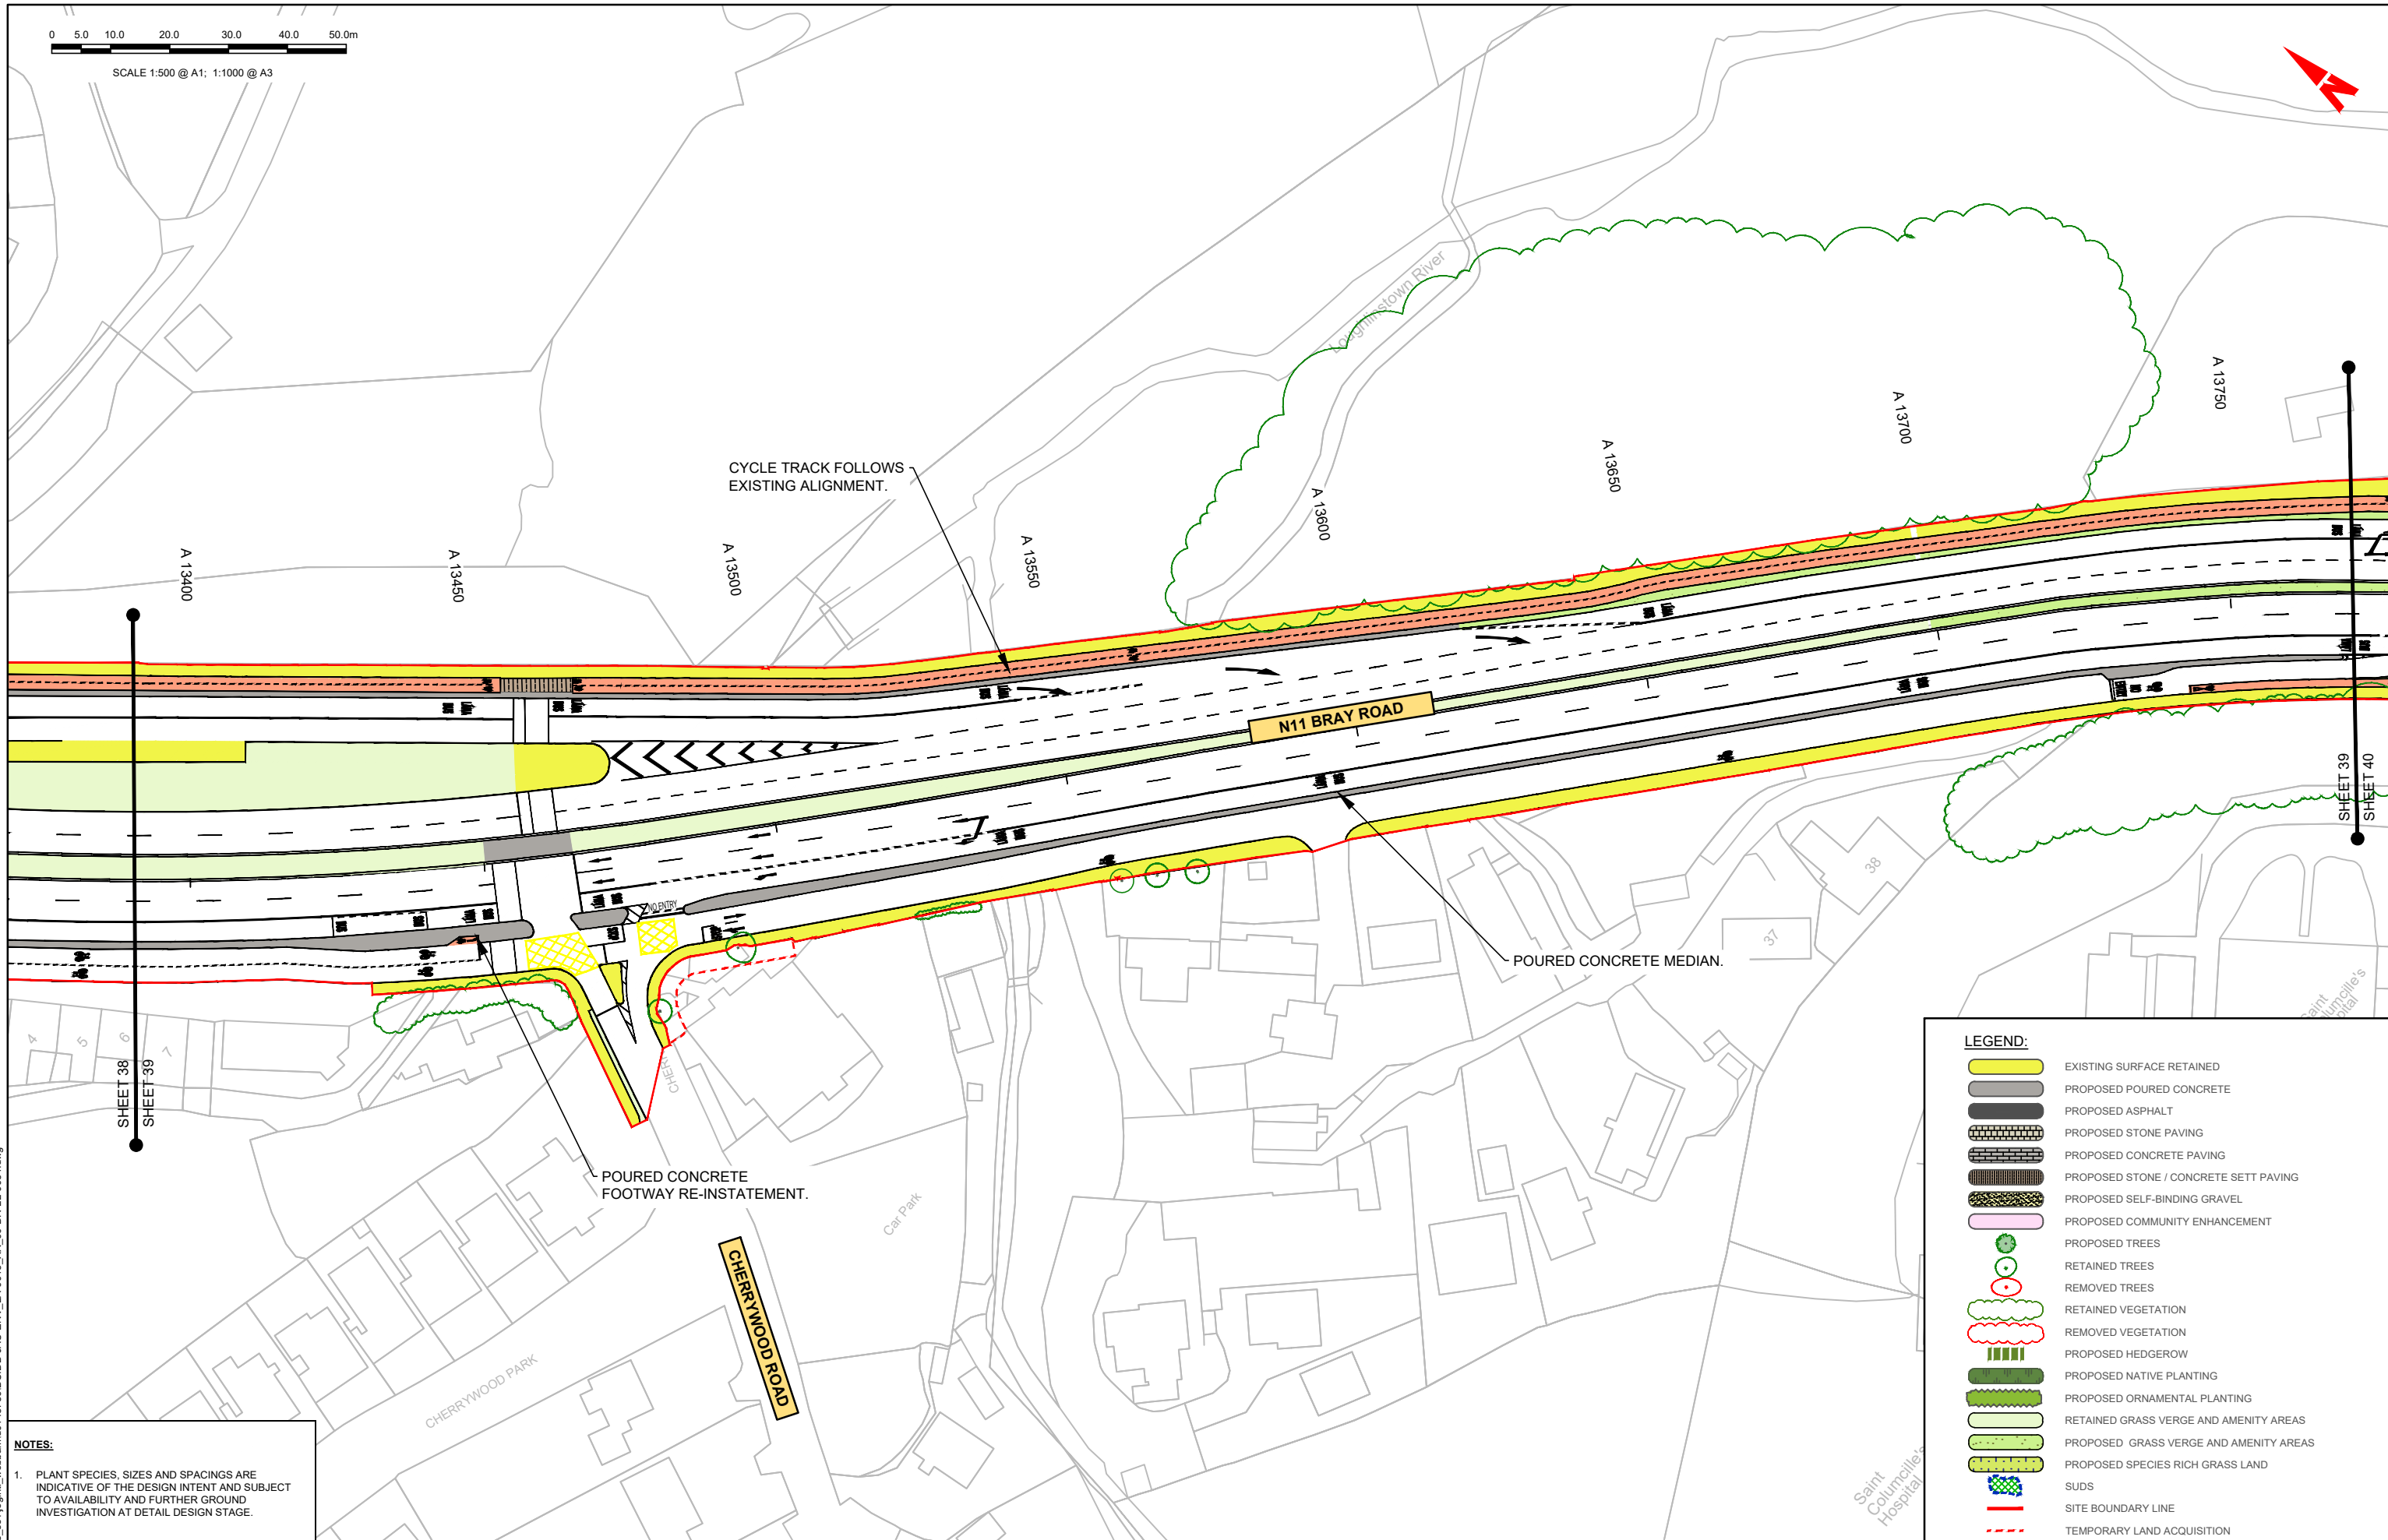 0 5.0 10.0 20.0 30.0 40.0 50.0m
SCALE 1:500 @ A1; 1:1000 @ A3
N
Loughlinstown River
CYCLE TRACK FOLLOWS
EXISTING ALIGNMENT.
A 13400
A 13450
A 13500
A 13550
A 13600
A 13650
A 13700
A 13750
N11 BRAY ROAD
NO ENTRY
POURED CONCRETE MEDIAN.
SHEET 38
SHEET 39
SHEET 39
SHEET 40
4
5
6
7
38
37
POURED CONCRETE
FOOTWAY RE-INSTATEMENT.
Car Park
CHERRYWOOD ROAD
CHERRYWOOD PARK
Saint
Columcille's
Hospital
NOTES:
1. PLANT SPECIES, SIZES AND SPACINGS ARE
INDICATIVE OF THE DESIGN INTENT AND SUBJECT
TO AVAILABILITY AND FURTHER GROUND
INVESTIGATION AT DETAIL DESIGN STAGE.
LEGEND:
EXISTING SURFACE RETAINED
PROPOSED POURED CONCRETE
PROPOSED ASPHALT
PROPOSED STONE PAVING
PROPOSED CONCRETE PAVING
PROPOSED STONE / CONCRETE SETT PAVING
PROPOSED SELF-BINDING GRAVEL
PROPOSED COMMUNITY ENHANCEMENT
PROPOSED TREES
RETAINED TREES
REMOVED TREES
RETAINED VEGETATION
REMOVED VEGETATION
PROPOSED HEDGEROW
PROPOSED NATIVE PLANTING
PROPOSED ORNAMENTAL PLANTING
RETAINED GRASS VERGE AND AMENITY AREAS
PROPOSED GRASS VERGE AND AMENITY AREAS
PROPOSED SPECIES RICH GRASS LAND
SUDS
SITE BOUNDARY LINE
TEMPORARY LAND ACQUISITION